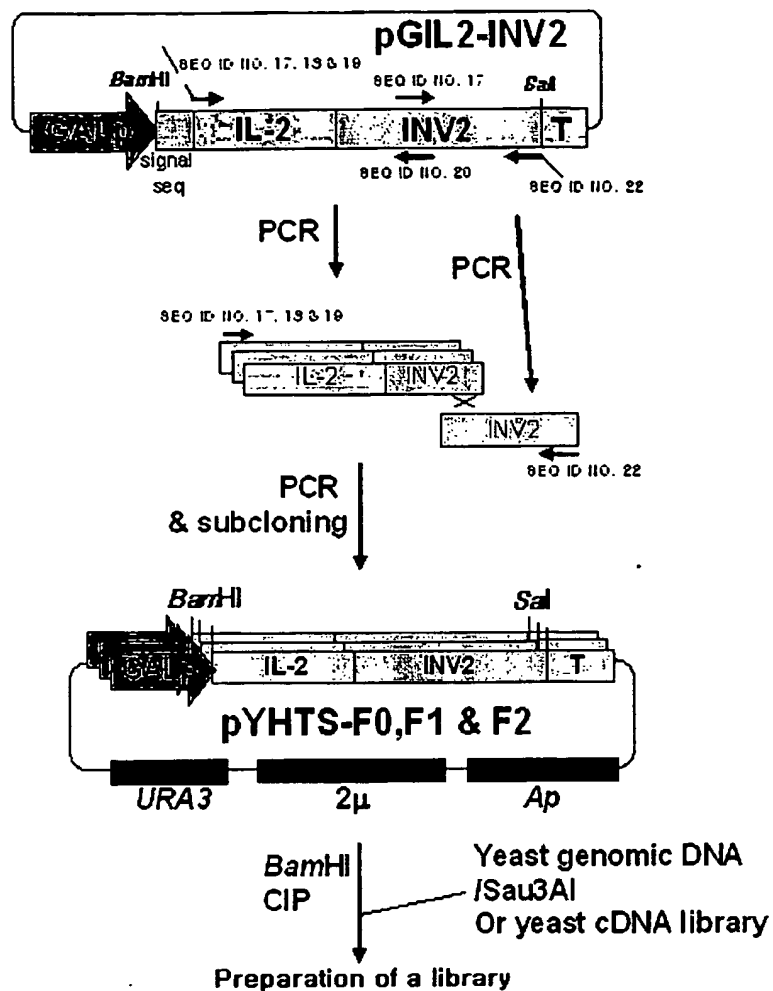 pGIL2-INV2
SEQ ID NO. 17, 18 & 19
BamHI
SEQ ID NO. 17
SalI
IL-2
INV2
T
signal
seq
SEQ ID NO. 20
SEQ ID NO. 22
PCR
PCR
SEQ ID NO. 17, 18 & 19
IL-2
INV2
INV2
SEQ ID NO. 22
PCR
& subcloning
BamHI
SalI
GAL
IL-2
INV2
T
pYHTS-F0,F1 & F2
URA3
2μ
Ap
BamHI
CIP
Yeast genomic DNA
/Sau3AI
Or yeast cDNA library
Preparation of a library